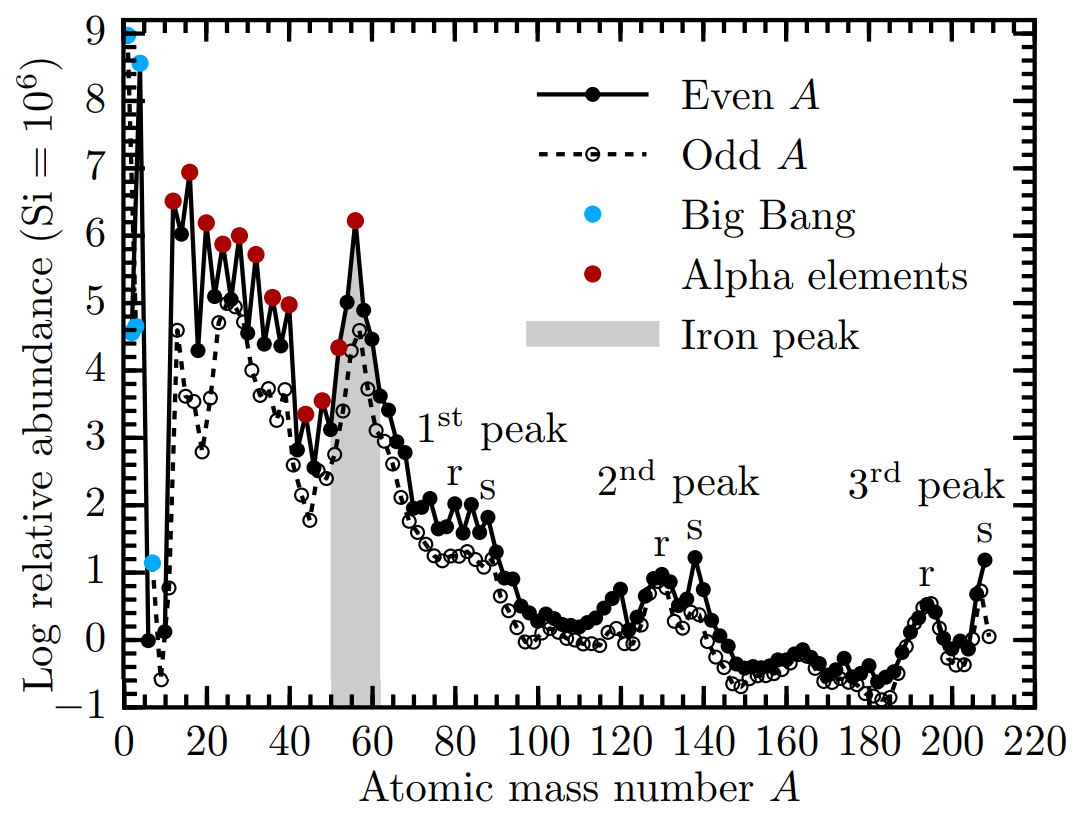 Log relative abundance (Si = 10⁶)
9
8
7
6
5
4
3
2
1
0
−1
Even A
Odd A
Big Bang
Alpha elements
Iron peak
1st peak
r
s
2nd peak
r
s
3rd peak
r
s
0 20 40 60 80 100 120 140 160 180 200 220
Atomic mass number A